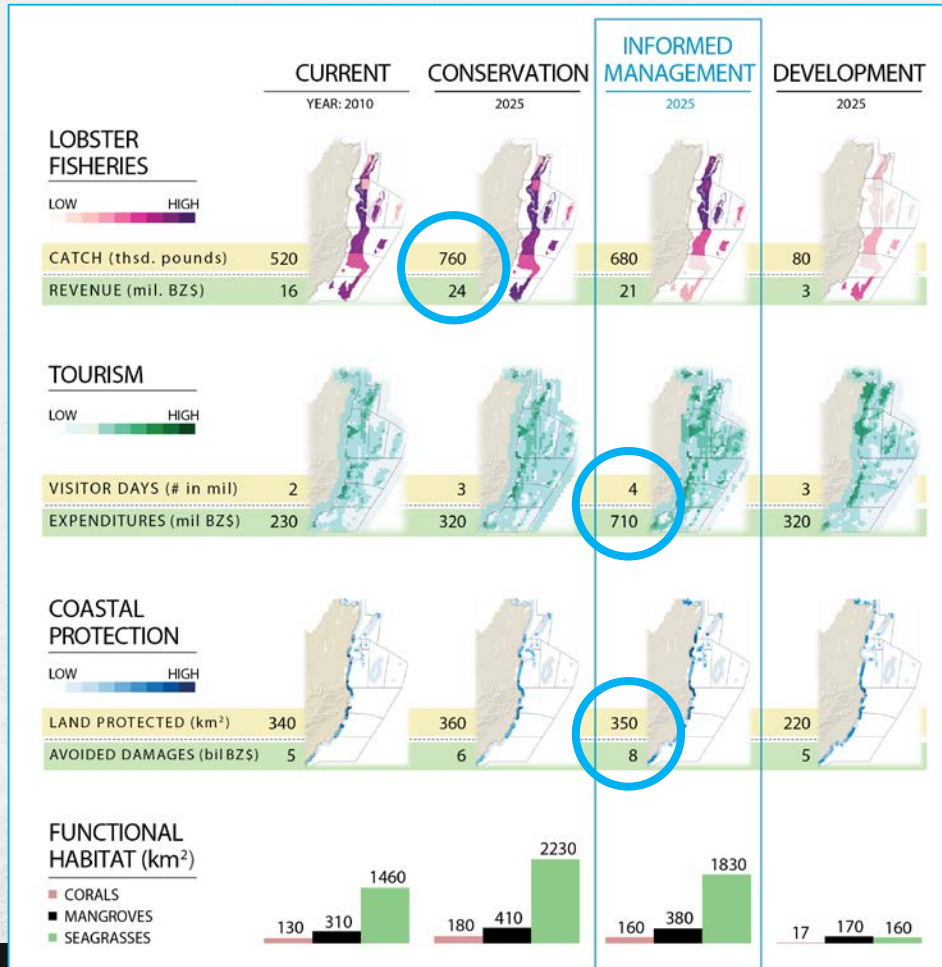 CURRENT
YEAR: 2010
CONSERVATION
2025
INFORMED
MANAGEMENT
2025
DEVELOPMENT
2025
LOBSTER
FISHERIES
LOW HIGH
CATCH (thsd. pounds) 520 760 680 80
REVENUE (mil. BZ$) 16 24 21 3
TOURISM
LOW HIGH
VISITOR DAYS (# in mil) 2 3 4 3
EXPENDITURES (mil BZ$) 230 320 710 320
COASTAL
PROTECTION
LOW HIGH
LAND PROTECTED (km²) 340 360 350 220
AVOIDED DAMAGES (bil BZ$) 5 6 8 5
FUNCTIONAL
HABITAT (km²)
CORALS
MANGROVES
SEAGRASSES
130 310 1460
180 410 2230
160 380 1830
17 170 160